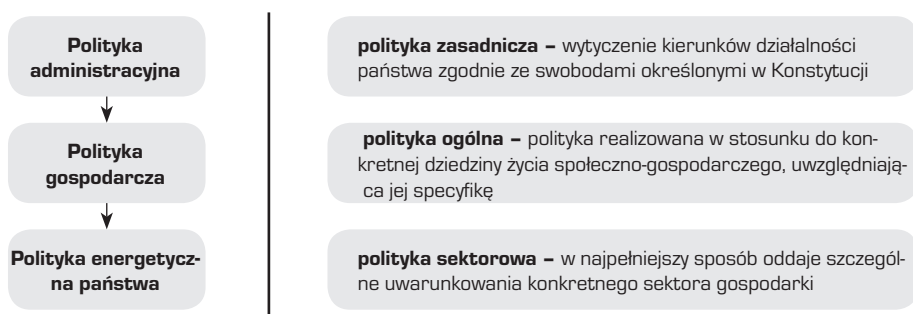 Polityka
administracyjna
polityka zasadnicza – wytyczenie kierunków działalności
państwa zgodnie ze swobodami określonymi w Konstytucji
Polityka
gospodarcza
polityka ogólna – polityka realizowana w stosunku do kon-
kretnej dziedziny życia społeczno-gospodarczego, uwzględniają-
ca jej specyfikę
Polityka energetycz-
na państwa
polityka sektorowa – w najpełniejszy sposób oddaje szczegól-
ne uwarunkowania konkretnego sektora gospodarki